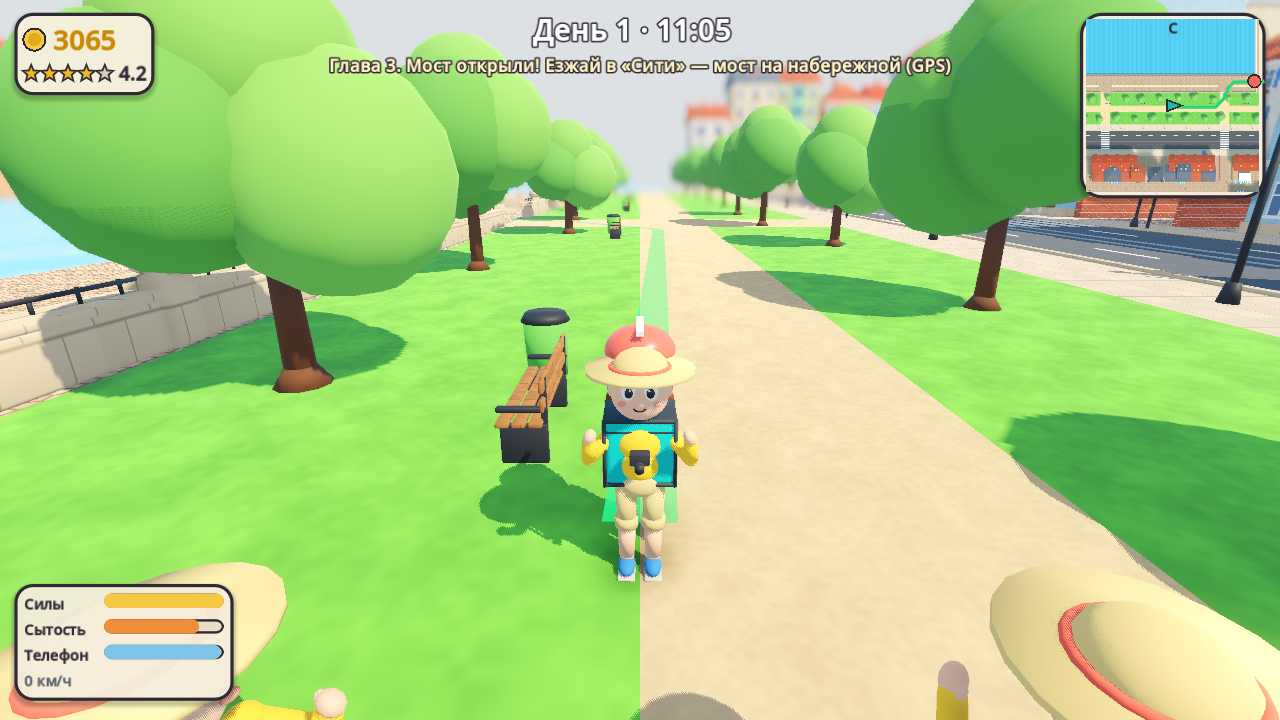 3065
4.2
День 1 · 11:05
Глава 3. Мост открыли! Езжай в «Сити» — мост на набережной (GPS)
С
Силы
Сытость
Телефон
0 км/ч